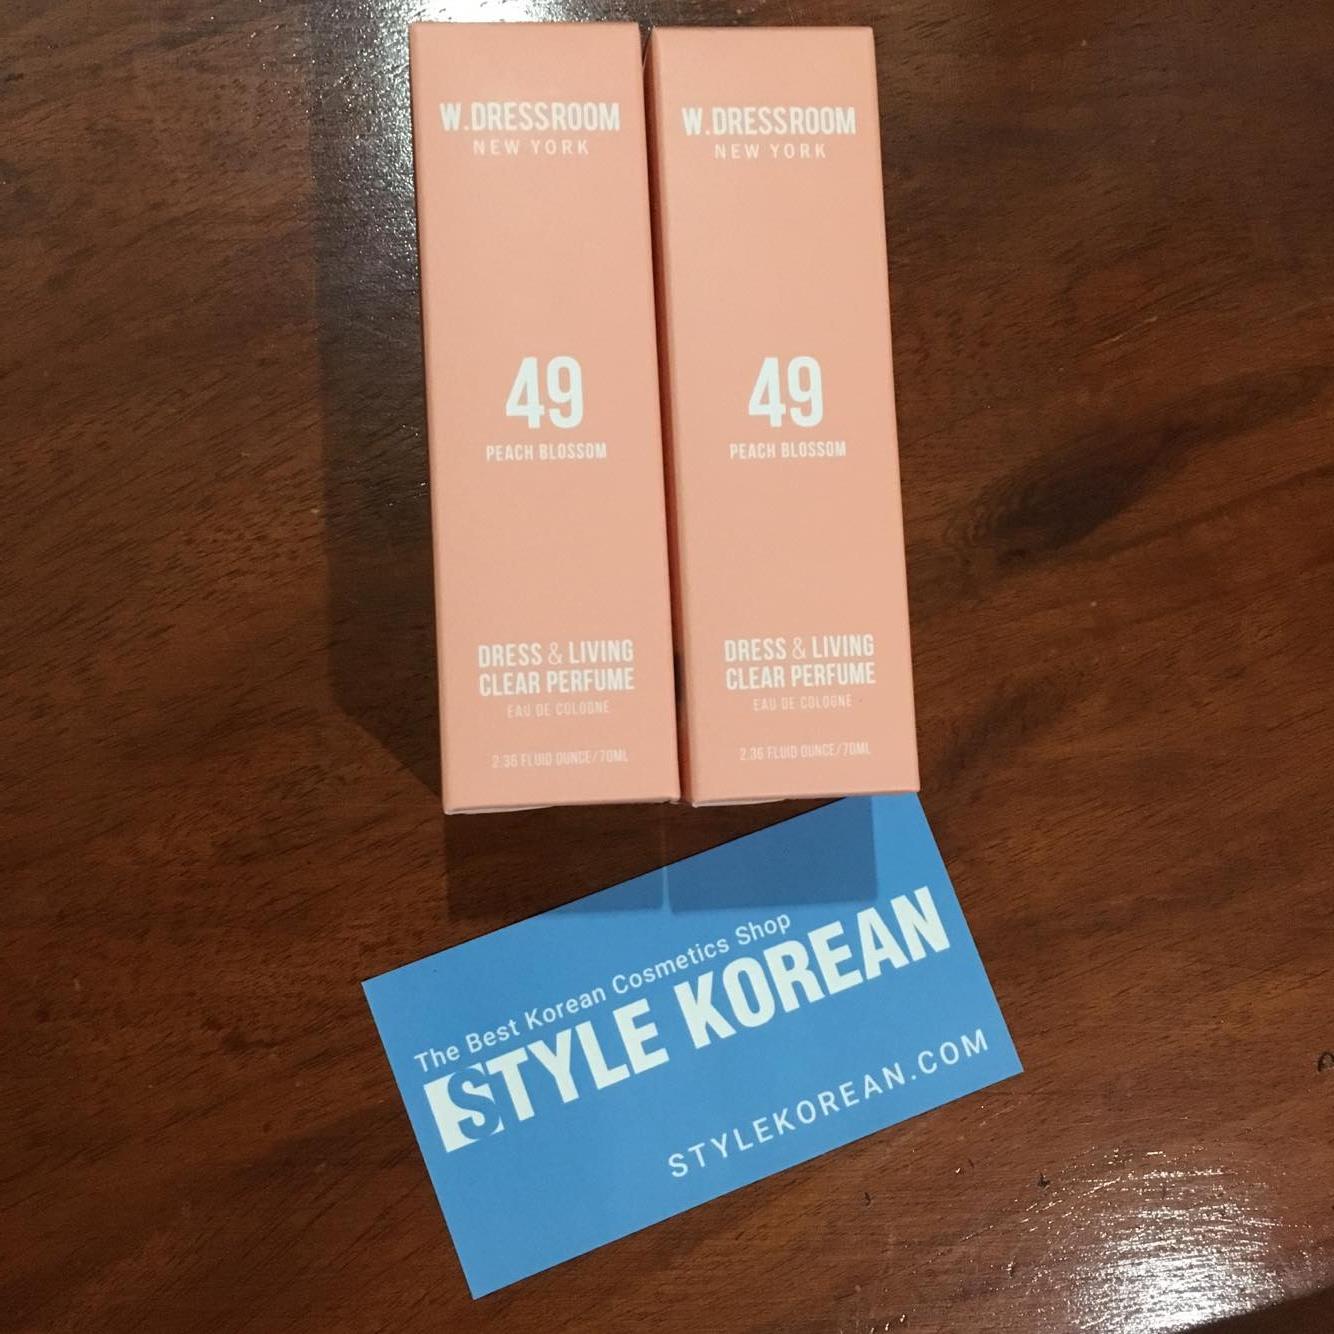 W.DRESSROOM
NEW YORK
49
PEACH BLOSSOM
DRESS & LIVING
CLEAR PERFUME
EAU DE COLOGNE
2.36 FLUID OUNCE/70ML
W.DRESSROOM
NEW YORK
49
PEACH BLOSSOM
DRESS & LIVING
CLEAR PERFUME
EAU DE COLOGNE
2.36 FLUID OUNCE/70ML
The Best Korean Cosmetics Shop
STYLE KOREAN
STYLEKOREAN.COM